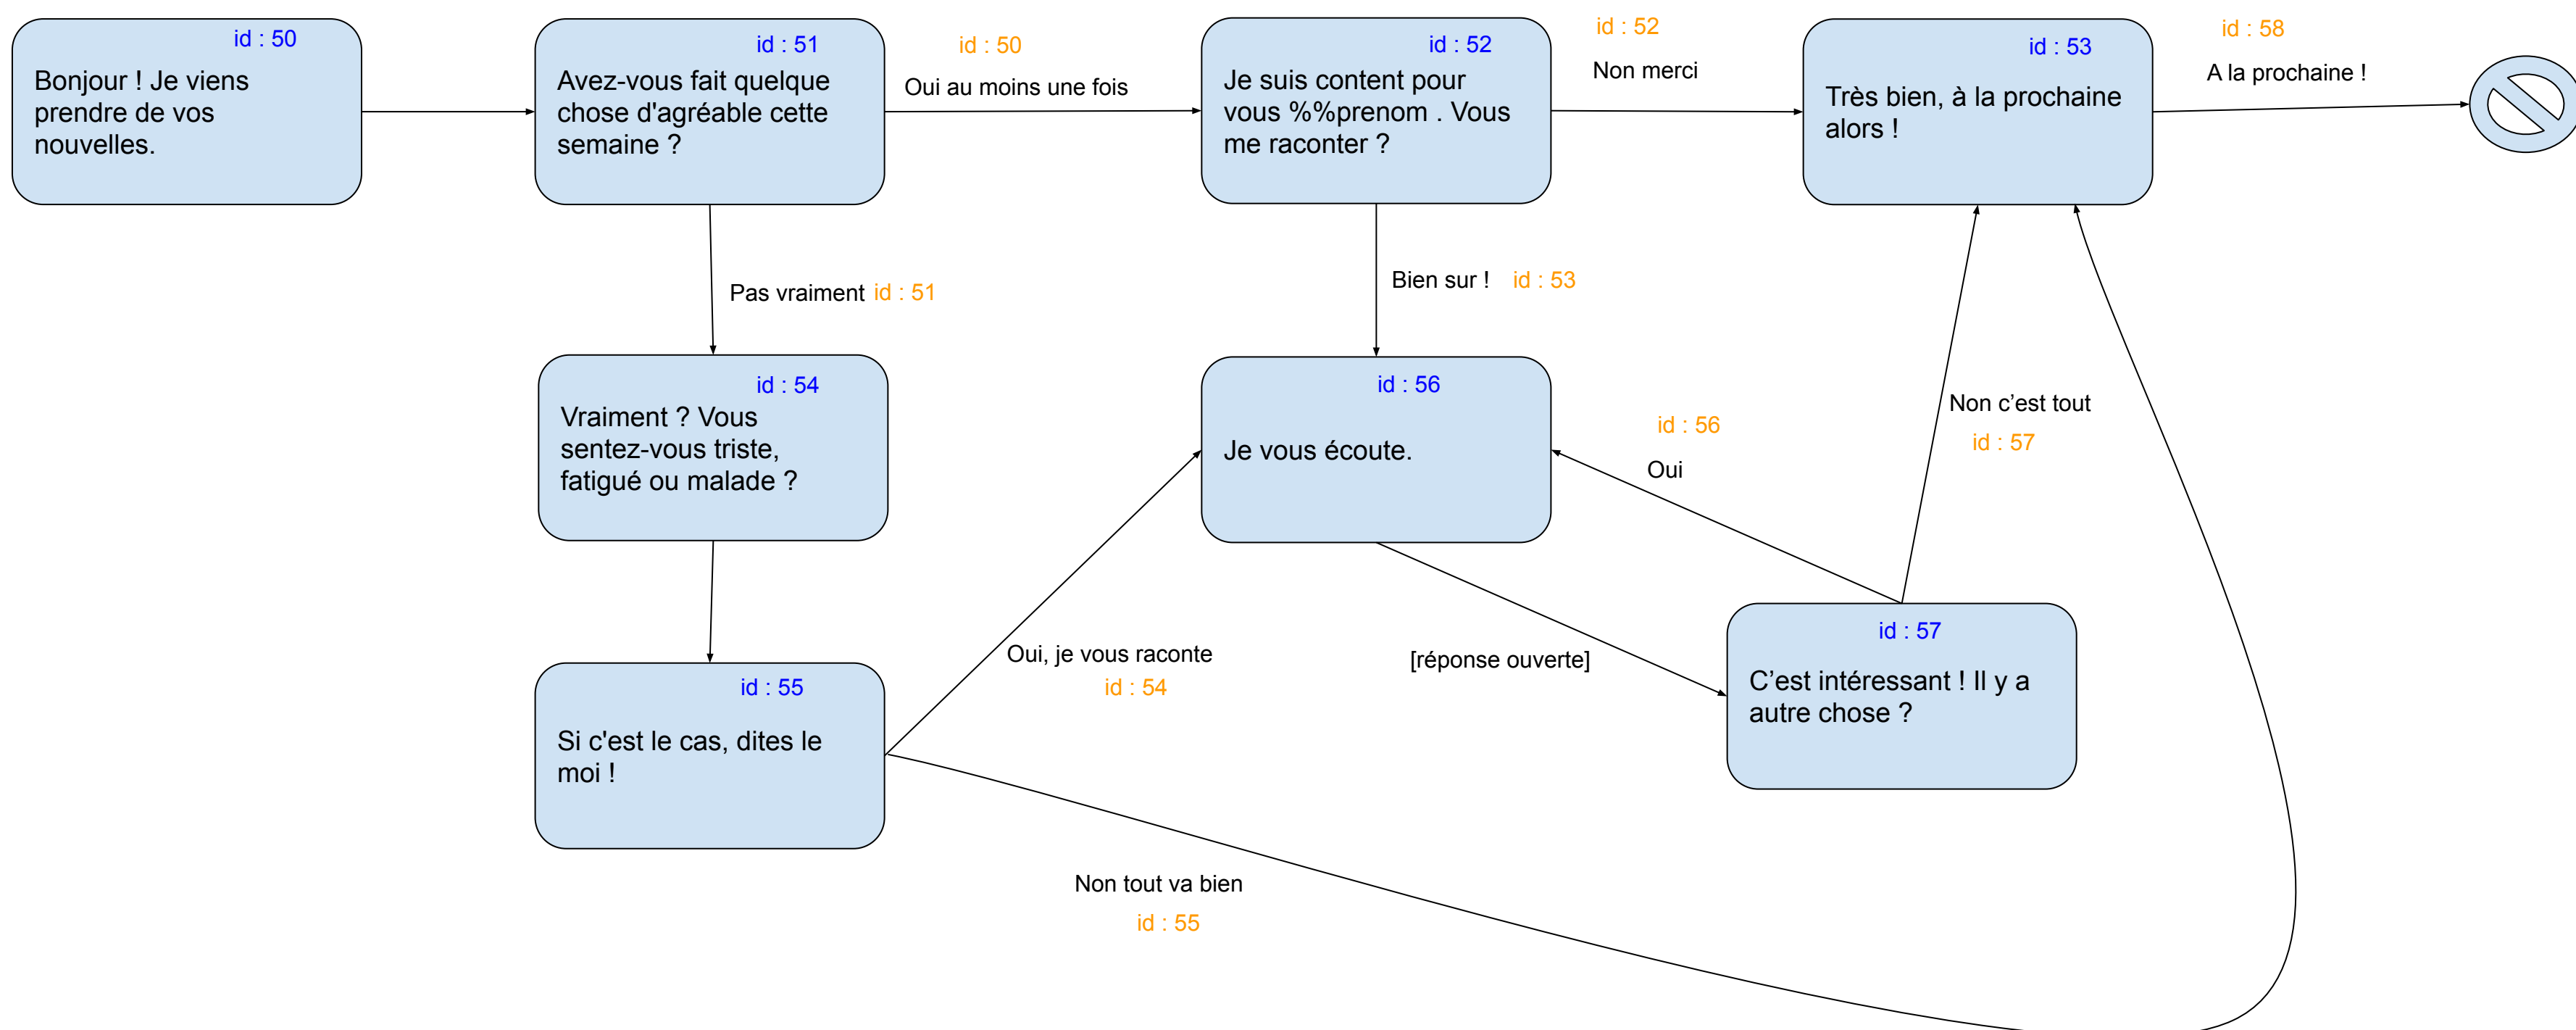 id : 50
Bonjour ! Je viens
prendre de vos
nouvelles.
id : 51
Avez-vous fait quelque
chose d'agréable cette
semaine ?
id : 50
Oui au moins une fois
id : 52
Je suis content pour
vous %%prenom . Vous
me raconter ?
id : 52
Non merci
id : 53
Très bien, à la prochaine
alors !
id : 58
A la prochaine !
Pas vraiment id : 51
Bien sur ! id : 53
id : 54
Vraiment ? Vous
sentez-vous triste,
fatigué ou malade ?
id : 56
Je vous écoute.
id : 56
Oui
Non c’est tout
id : 57
id : 55
Si c'est le cas, dites le
moi !
Oui, je vous raconte
id : 54
[réponse ouverte]
id : 57
C’est intéressant ! Il y a
autre chose ?
Non tout va bien
id : 55